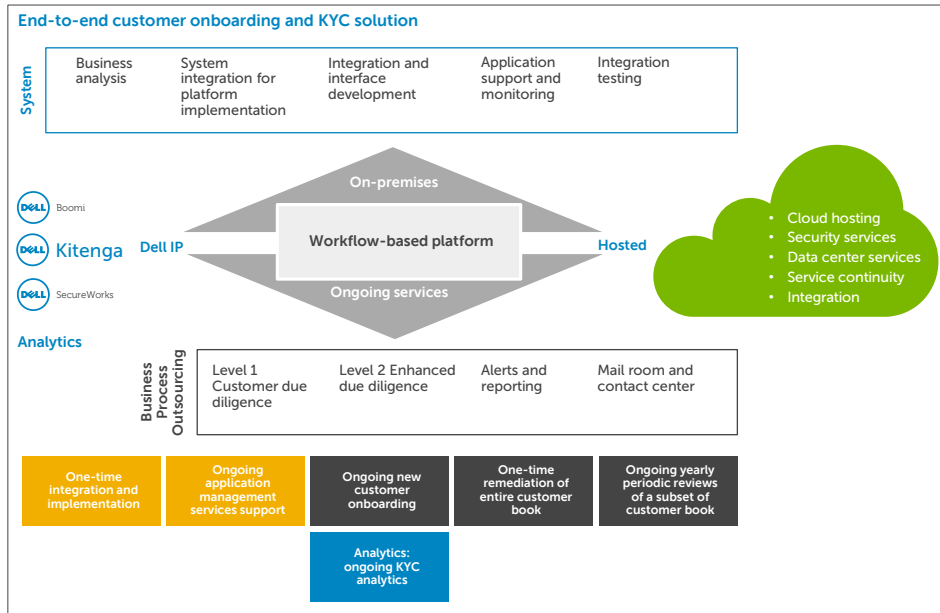 End-to-end customer onboarding and KYC solution
System
Business
analysis
System
integration for
platform
implementation
Integration and
interface
development
Application
support and
monitoring
Integration
testing
On-premises
DELL Boomi
DELL Kitenga
DELL SecureWorks
Dell IP
Workflow-based platform
Hosted
Ongoing services
• Cloud hosting
• Security services
• Data center services
• Service continuity
• Integration
Analytics
Business
Process
Outsourcing
Level 1
Customer due
diligence
Level 2 Enhanced
due diligence
Alerts and
reporting
Mail room and
contact center
One-time
integration and
implementation
Ongoing
application
management
services support
Ongoing new
customer
onboarding
One-time
remediation of
entire customer
book
Ongoing yearly
periodic reviews
of a subset of
customer book
Analytics:
ongoing KYC
analytics